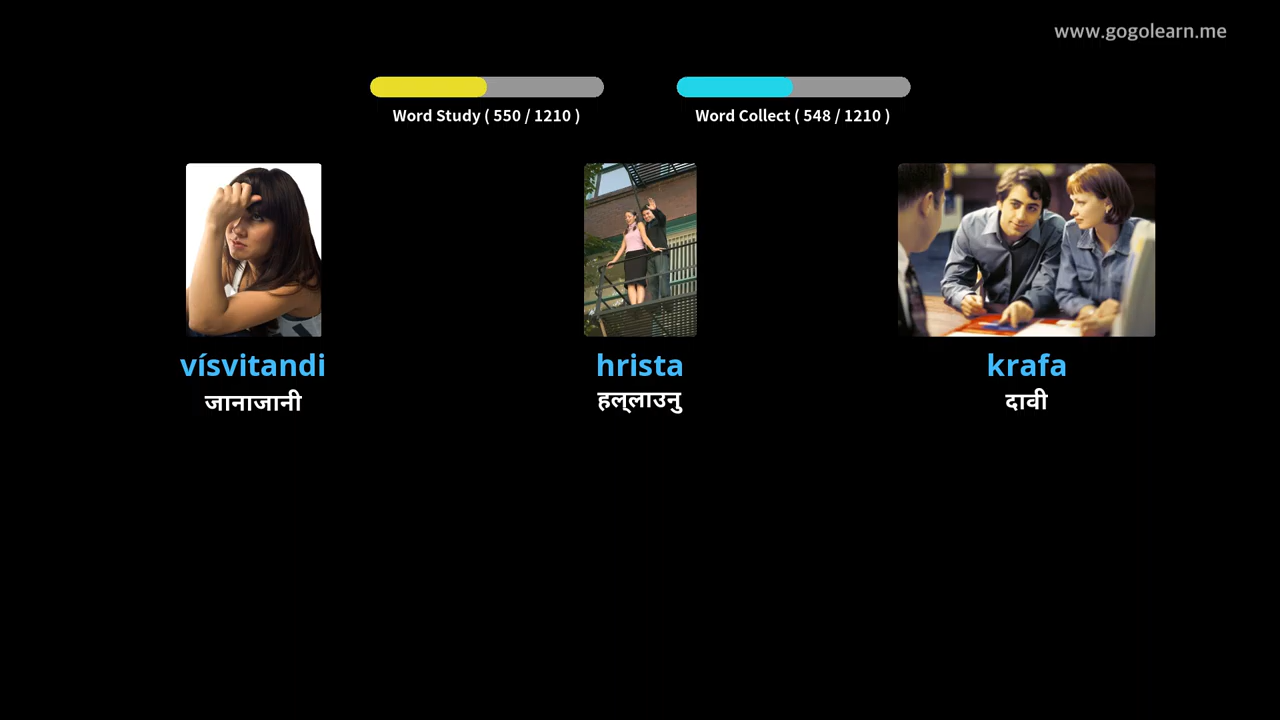 www.gogolearn.me
Word Study ( 550 / 1210 )
Word Collect ( 548 / 1210 )
vísvitandi
hrista
krafa
जानाजानी
हल्लाउनु
दावी